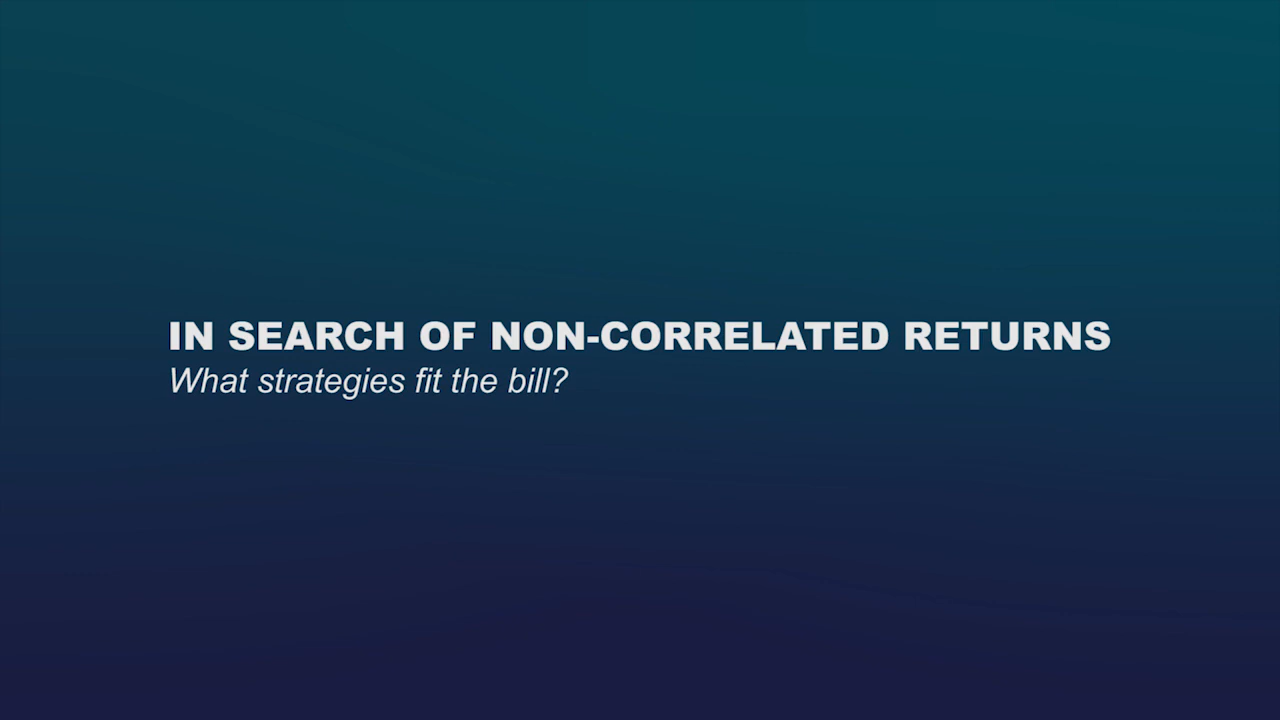 IN SEARCH OF NON-CORRELATED RETURNS
What strategies fit the bill?